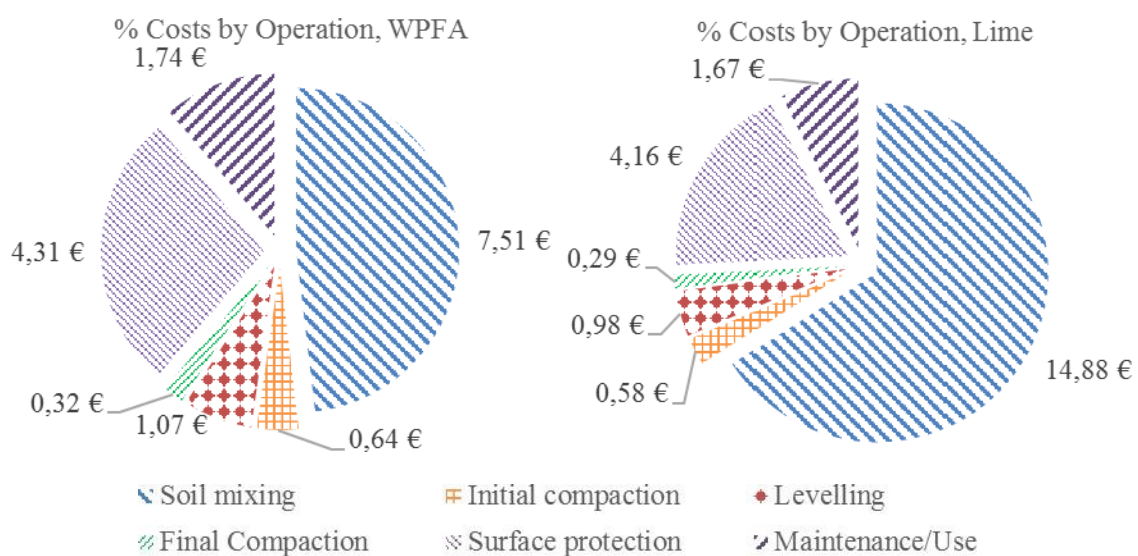 % Costs by Operation, WPFA
1,74 €
7,51 €
4,31 €
0,32 €
1,07 €
0,64 €
% Costs by Operation, Lime
1,67 €
4,16 €
0,29 €
0,98 €
0,58 €
14,88 €
Soil mixing
Initial compaction
Levelling
Final Compaction
Surface protection
Maintenance/Use